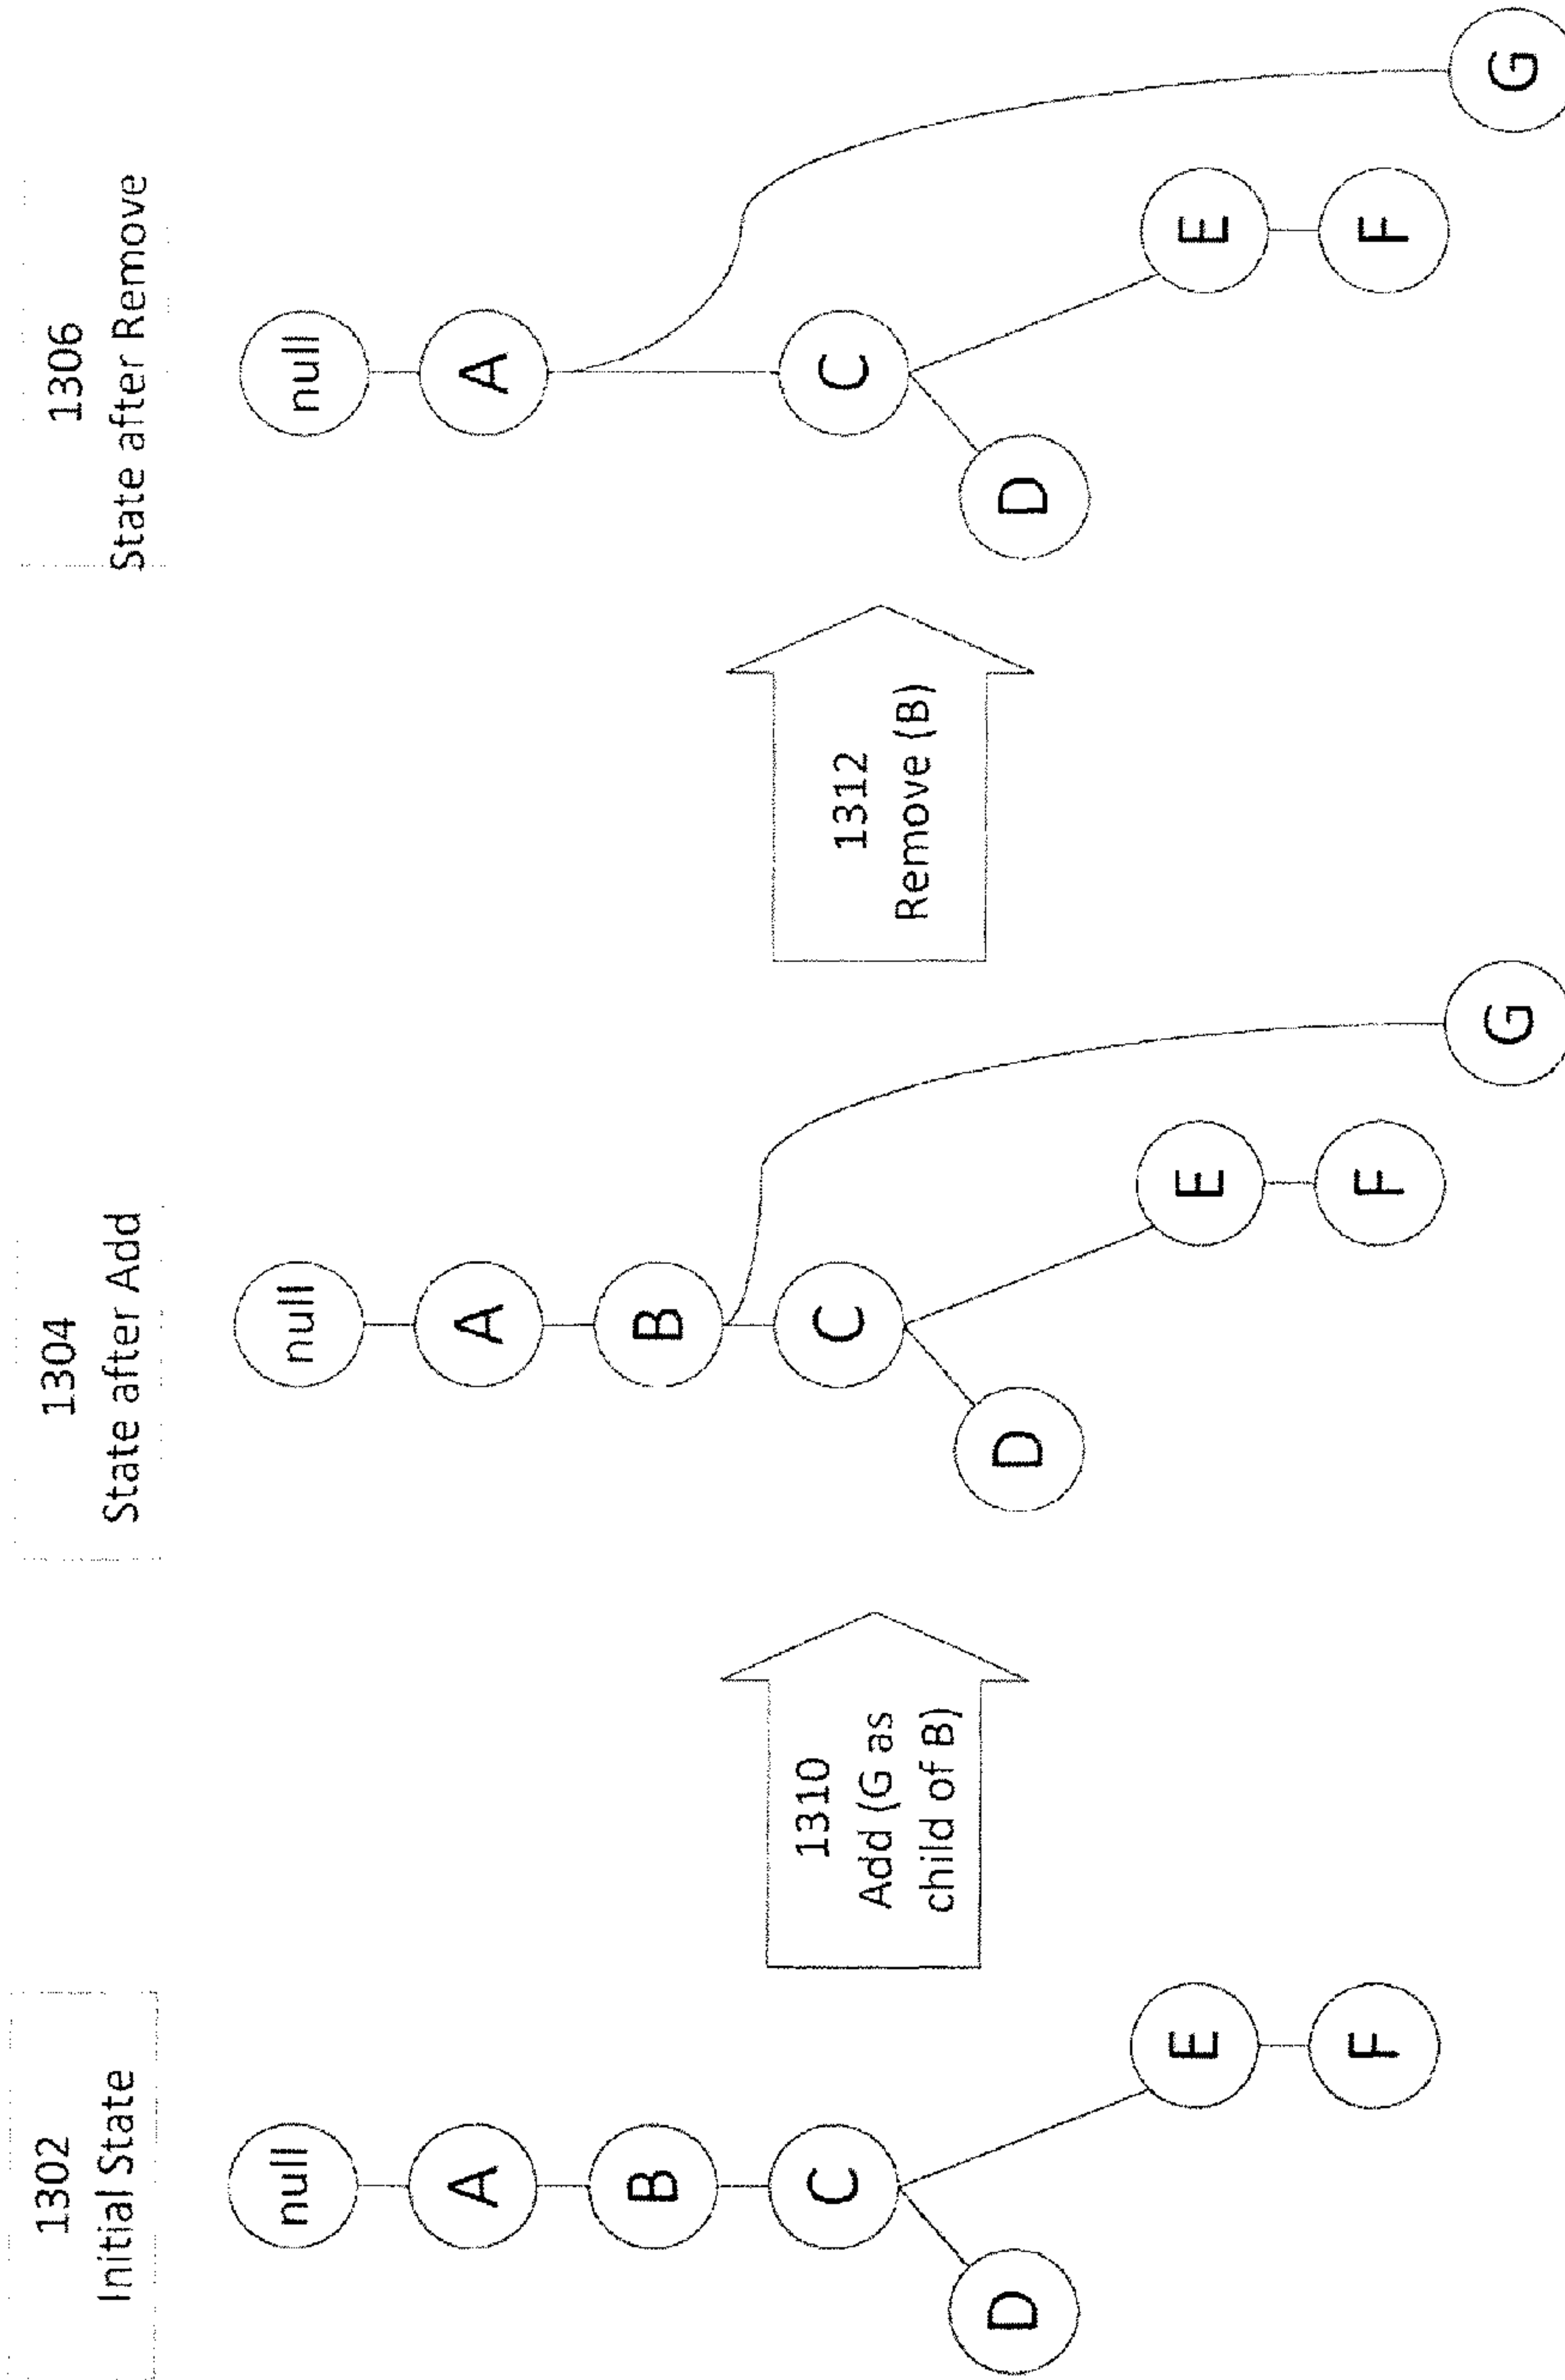 1302
Initial State
null
A
B
C
D
E
F
1310
Add (G as
child of B)
1304
State after Add
null
A
B
C
D
E
F
G
1312
Remove (B)
1306
State after Remove
null
A
C
D
E
F
G